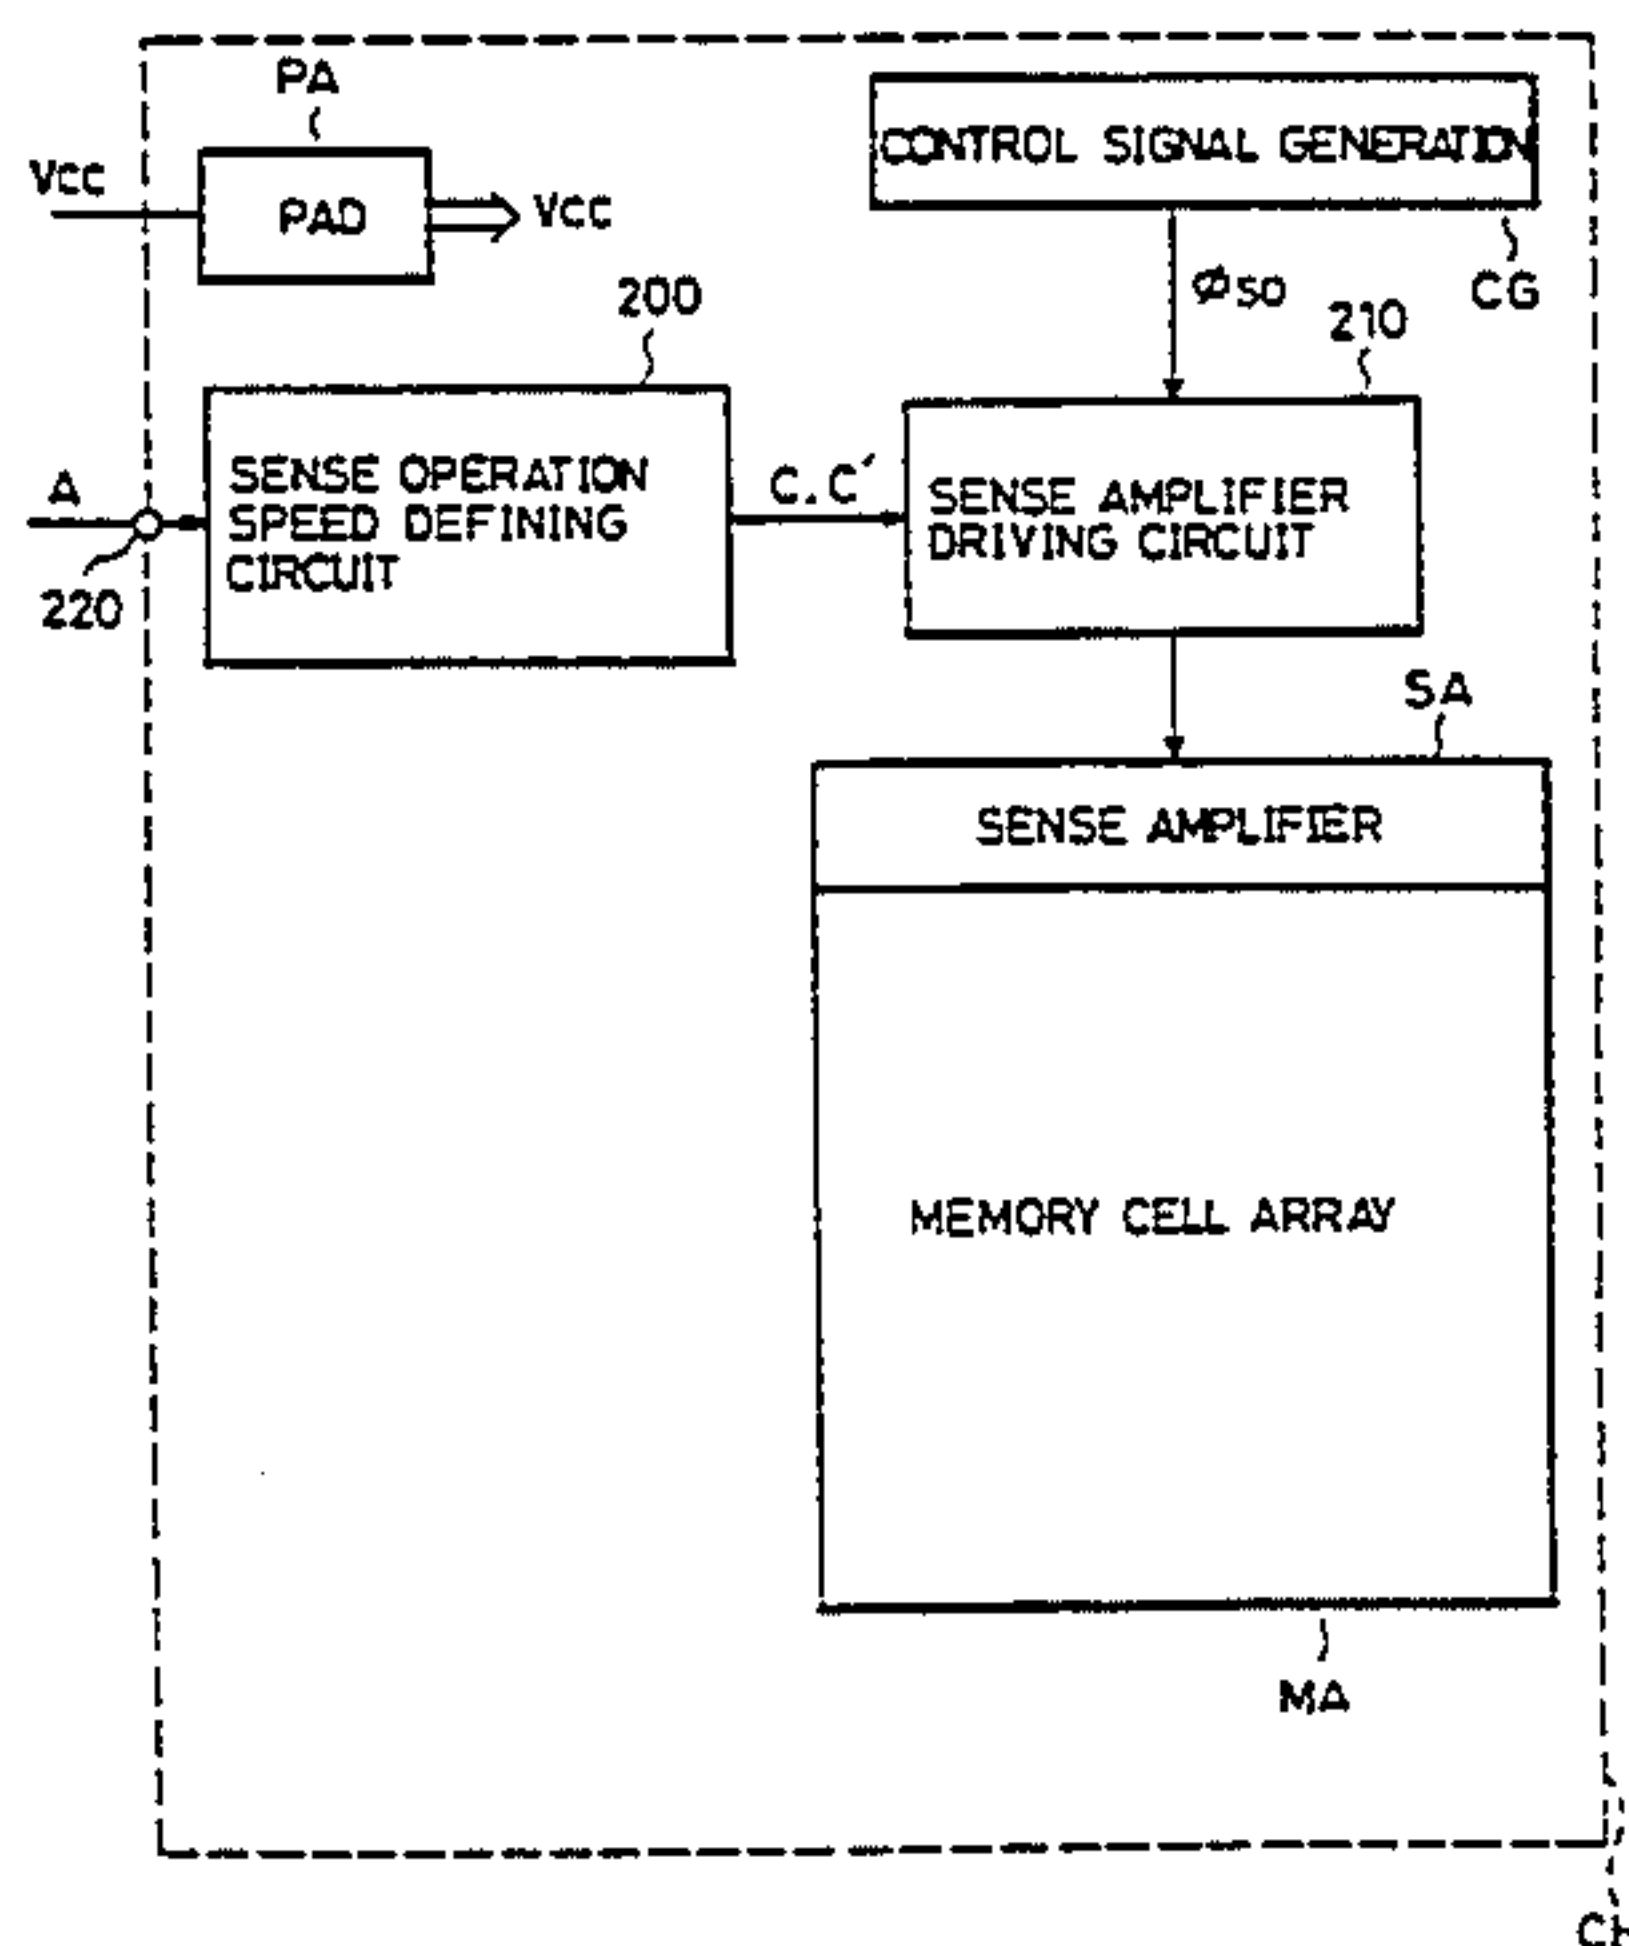 PA
CONTROL SIGNAL GENERATION
VCC
PAD
VCC
200
ØSO
CG
210
A
SENSE OPERATION
SPEED DEFINING
CIRCUIT
C.C´
SENSE AMPLIFIER
DRIVING CIRCUIT
220
SA
SENSE AMPLIFIER
MEMORY CELL ARRAY
MA